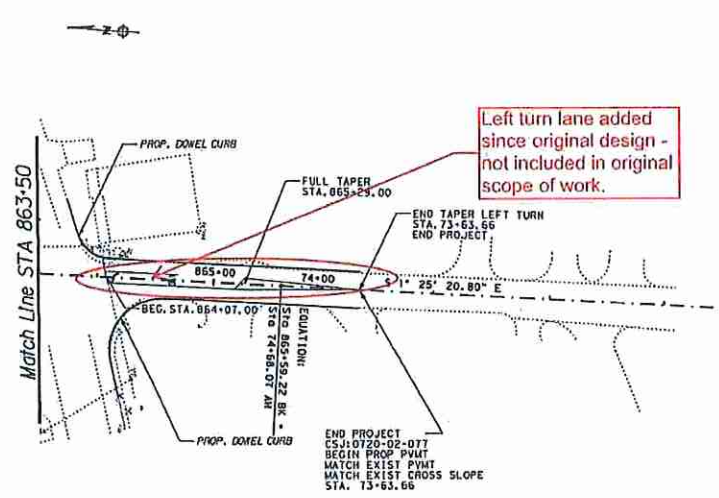 Z
Left turn lane added
since original design -
not included in original
scope of work.
PROP. DOWEL CURB
FULL TAPER
STA. 865+29.00
END TAPER LEFT TURN
STA. 73+63.66
END PROJECT
Match Line STA 863+50
865+00
74+00
S 1° 25' 20.80" E
BEG. STA. 864+07.00
EQUATION:
Sta 865+59.22 BK =
Sta 74+68.07 AH
PROP. DOWEL CURB
END PROJECT
CSJ:0720-02-077
BEGIN PROP PVMT
MATCH EXIST PVMT
MATCH EXIST CROSS SLOPE
STA. 73+63.66